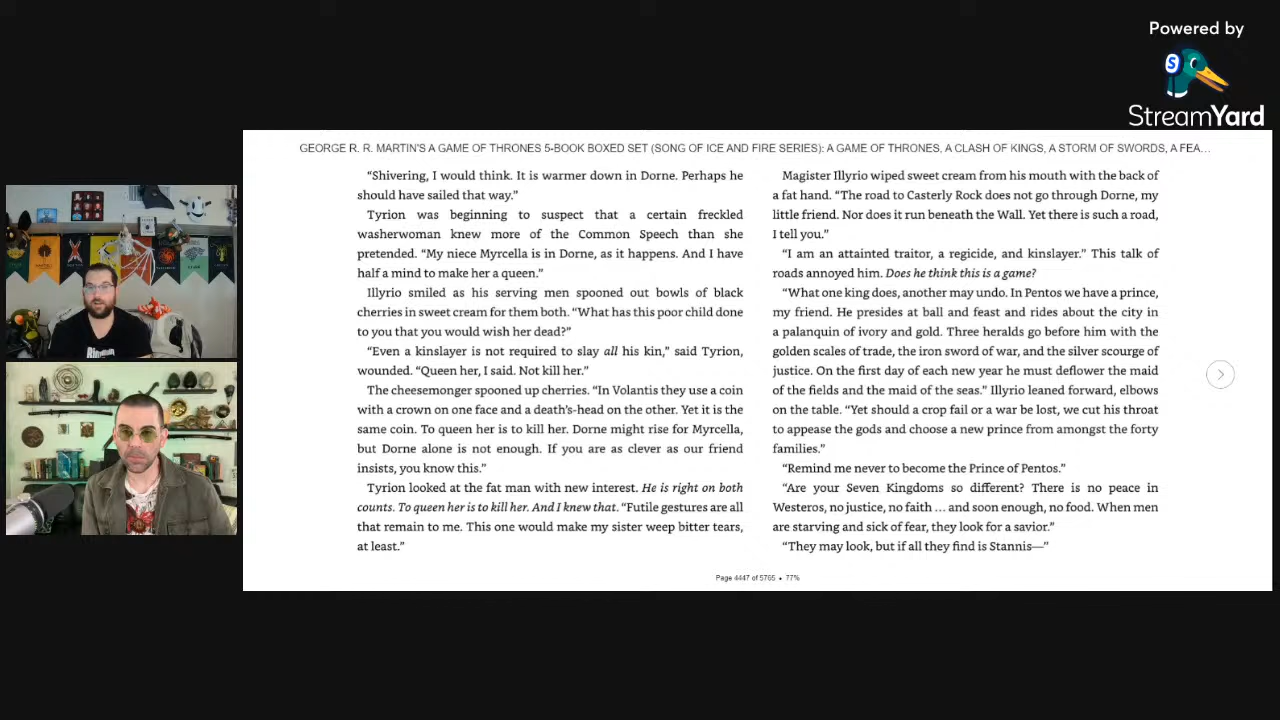 Powered by
S
StreamYard
GEORGE R. R. MARTIN'S A GAME OF THRONES 5-BOOK BOXED SET (SONG OF ICE AND FIRE SERIES): A GAME OF THRONES, A CLASH OF KINGS, A STORM OF SWORDS, A FEA…
“Shivering, I would think. It is warmer down in Dorne. Perhaps he
should have sailed that way.”
Tyrion was beginning to suspect that a certain freckled
washerwoman knew more of the Common Speech than she
pretended. “My niece Myrcella is in Dorne, as it happens. And I have
half a mind to make her a queen.”
Illyrio smiled as his serving men spooned out bowls of black
cherries in sweet cream for them both. “What has this poor child done
to you that you would wish her dead?”
“Even a kinslayer is not required to slay all his kin,” said Tyrion,
wounded. “Queen her, I said. Not kill her.”
The cheesemonger spooned up cherries. “In Volantis they use a coin
with a crown on one face and a death’s-head on the other. Yet it is the
same coin. To queen her is to kill her. Dorne might rise for Myrcella,
but Dorne alone is not enough. If you are as clever as our friend
insists, you know this.”
Tyrion looked at the fat man with new interest. He is right on both
counts. To queen her is to kill her. And I knew that. “Futile gestures are all
that remain to me. This one would make my sister weep bitter tears,
at least.”
Magister Illyrio wiped sweet cream from his mouth with the back of
a fat hand. “The road to Casterly Rock does not go through Dorne, my
little friend. Nor does it run beneath the Wall. Yet there is such a road,
I tell you.”
“I am an attainted traitor, a regicide, and kinslayer.” This talk of
roads annoyed him. Does he think this is a game?
“What one king does, another may undo. In Pentos we have a prince,
my friend. He presides at ball and feast and rides about the city in
a palanquin of ivory and gold. Three heralds go before him with the
golden scales of trade, the iron sword of war, and the silver scourge of
justice. On the first day of each new year he must deflower the maid
of the fields and the maid of the seas.” Illyrio leaned forward, elbows
on the table. “Yet should a crop fail or a war be lost, we cut his throat
to appease the gods and choose a new prince from amongst the forty
families.”
“Remind me never to become the Prince of Pentos.”
“Are your Seven Kingdoms so different? There is no peace in
Westeros, no justice, no faith … and soon enough, no food. When men
are starving and sick of fear, they look for a savior.”
“They may look, but if all they find is Stannis—”
Page 4447 of 5765 • 77%